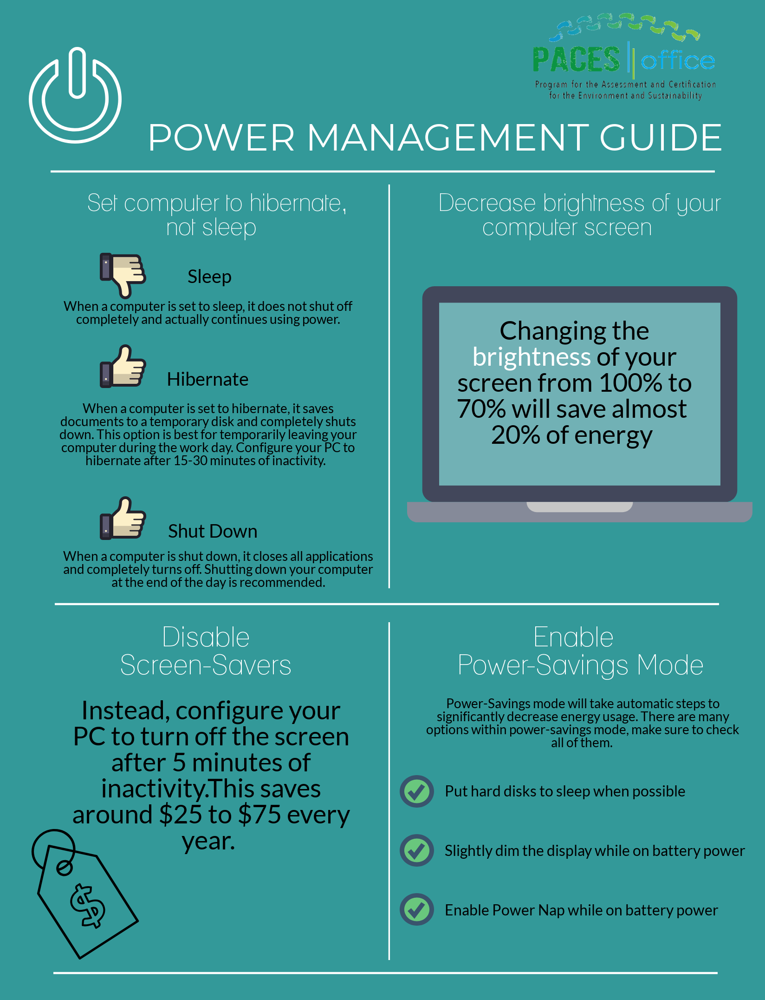 PACES office
Program for the Assessment and Certification
for the Environment and Sustainability
POWER MANAGEMENT GUIDE
Set computer to hibernate,
not sleep
Sleep
When a computer is set to sleep, it does not shut off
completely and actually continues using power.
Hibernate
When a computer is set to hibernate, it saves
documents to a temporary disk and completely shuts
down. This option is best for temporarily leaving your
computer during the work day. Configure your PC to
hibernate after 15-30 minutes of inactivity.
Shut Down
When a computer is shut down, it closes all applications
and completely turns off. Shutting down your computer
at the end of the day is recommended.
Decrease brightness of your
computer screen
Changing the
brightness of your
screen from 100% to
70% will save almost
20% of energy
Disable
Screen-Savers
Instead, configure your
PC to turn off the screen
after 5 minutes of
inactivity.This saves
around $25 to $75 every
year.
$
Enable
Power-Savings Mode
Power-Savings mode will take automatic steps to
significantly decrease energy usage. There are many
options within power-savings mode, make sure to check
all of them.
Put hard disks to sleep when possible
Slightly dim the display while on battery power
Enable Power Nap while on battery power